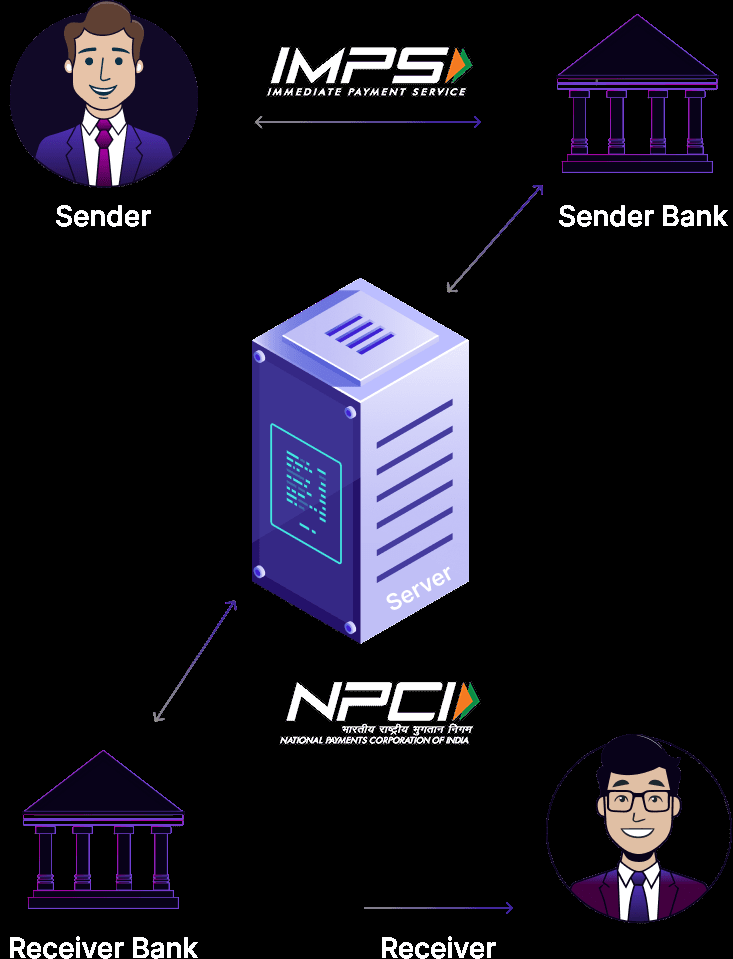 IMPS
IMMEDIATE PAYMENT SERVICE
Sender
Sender Bank
Server
NPCI
भारतीय राष्ट्रीय भुगतान निगम
NATIONAL PAYMENTS CORPORATION OF INDIA
Receiver Bank
Receiver